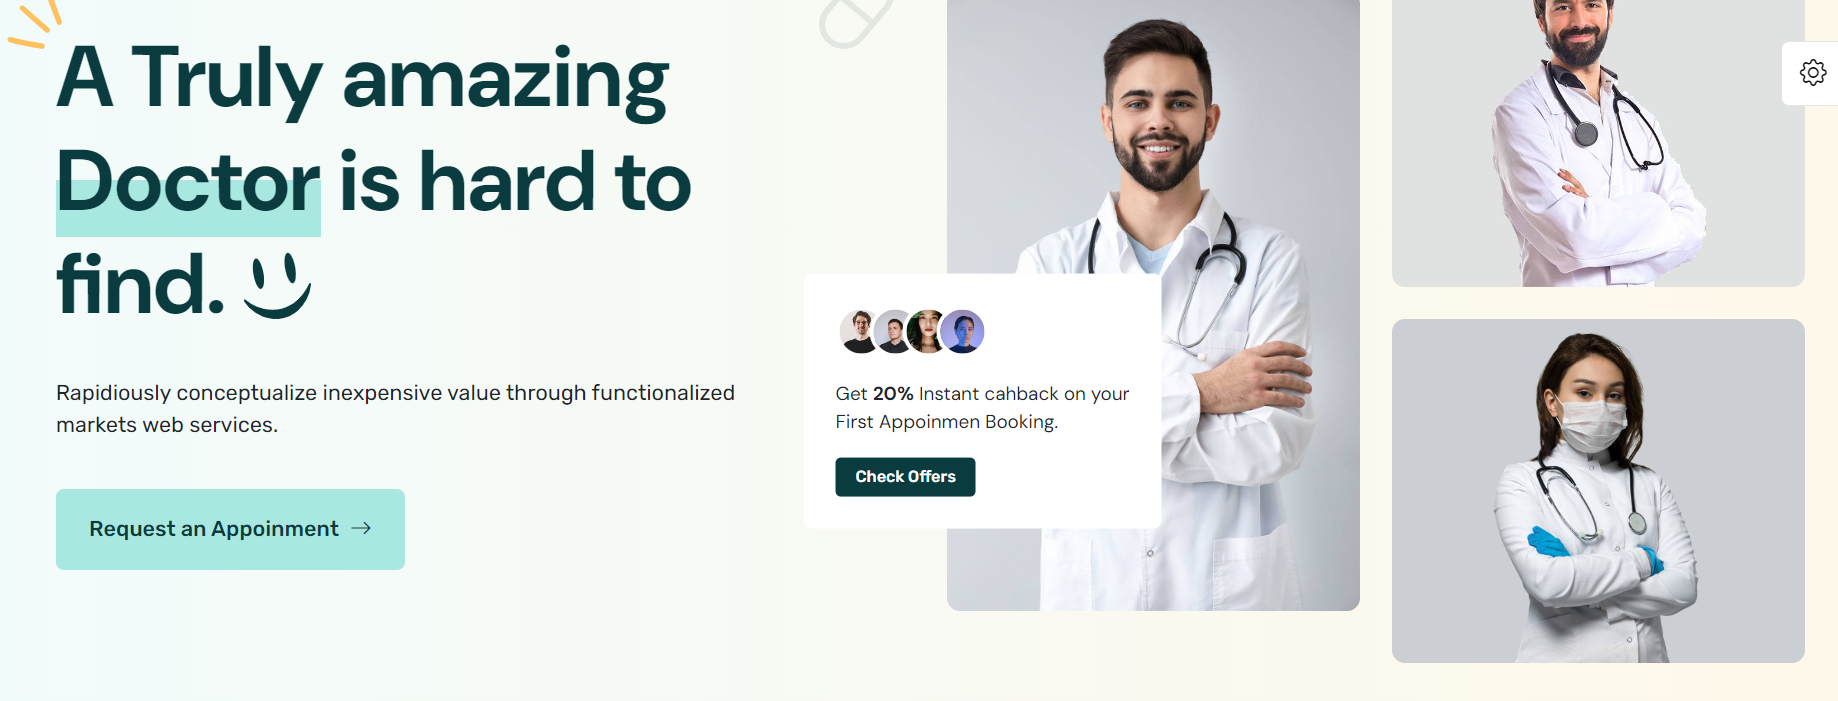 A Truly amazing
Doctor is hard to
find.
Rapidiously conceptualize inexpensive value through functionalized
markets web services.
Request an Appoinment
Get 20% Instant cahback on your
First Appoinmen Booking.
Check Offers